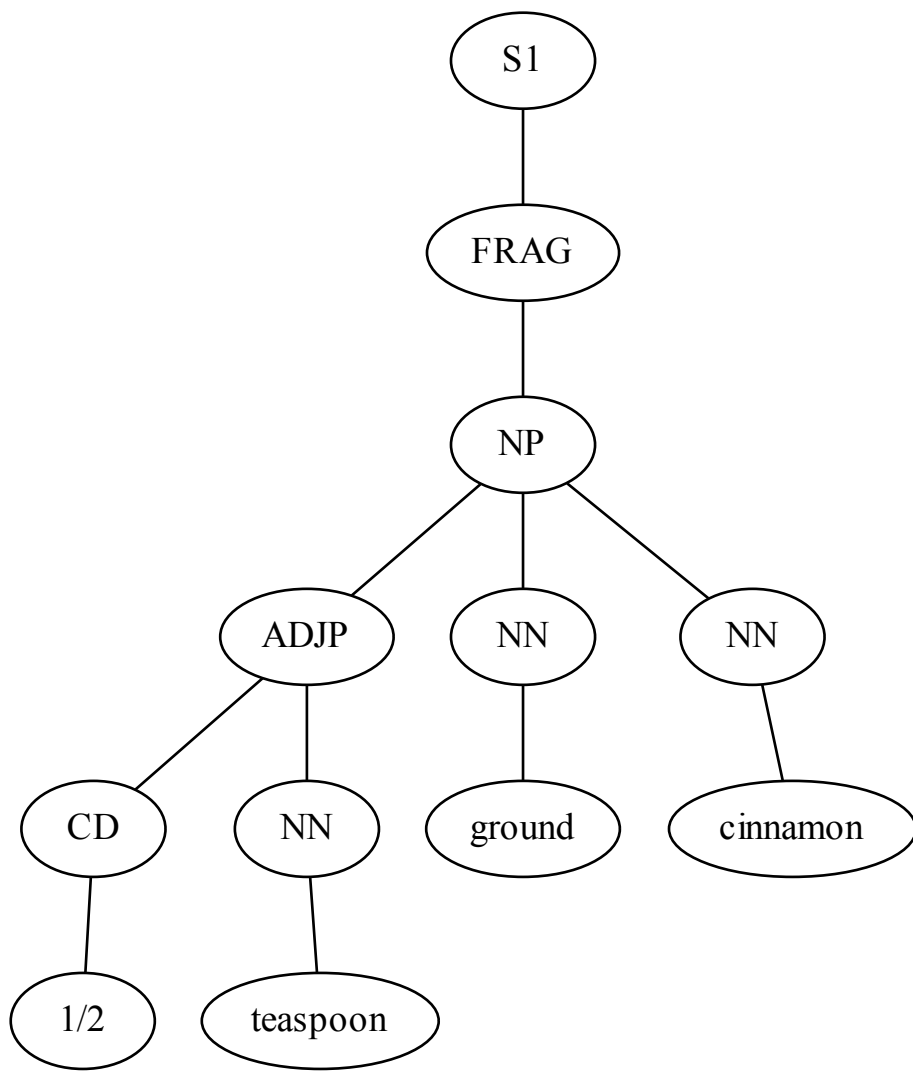 S1
FRAG
NP
ADJP NN NN
CD NN ground cinnamon
1/2 teaspoon